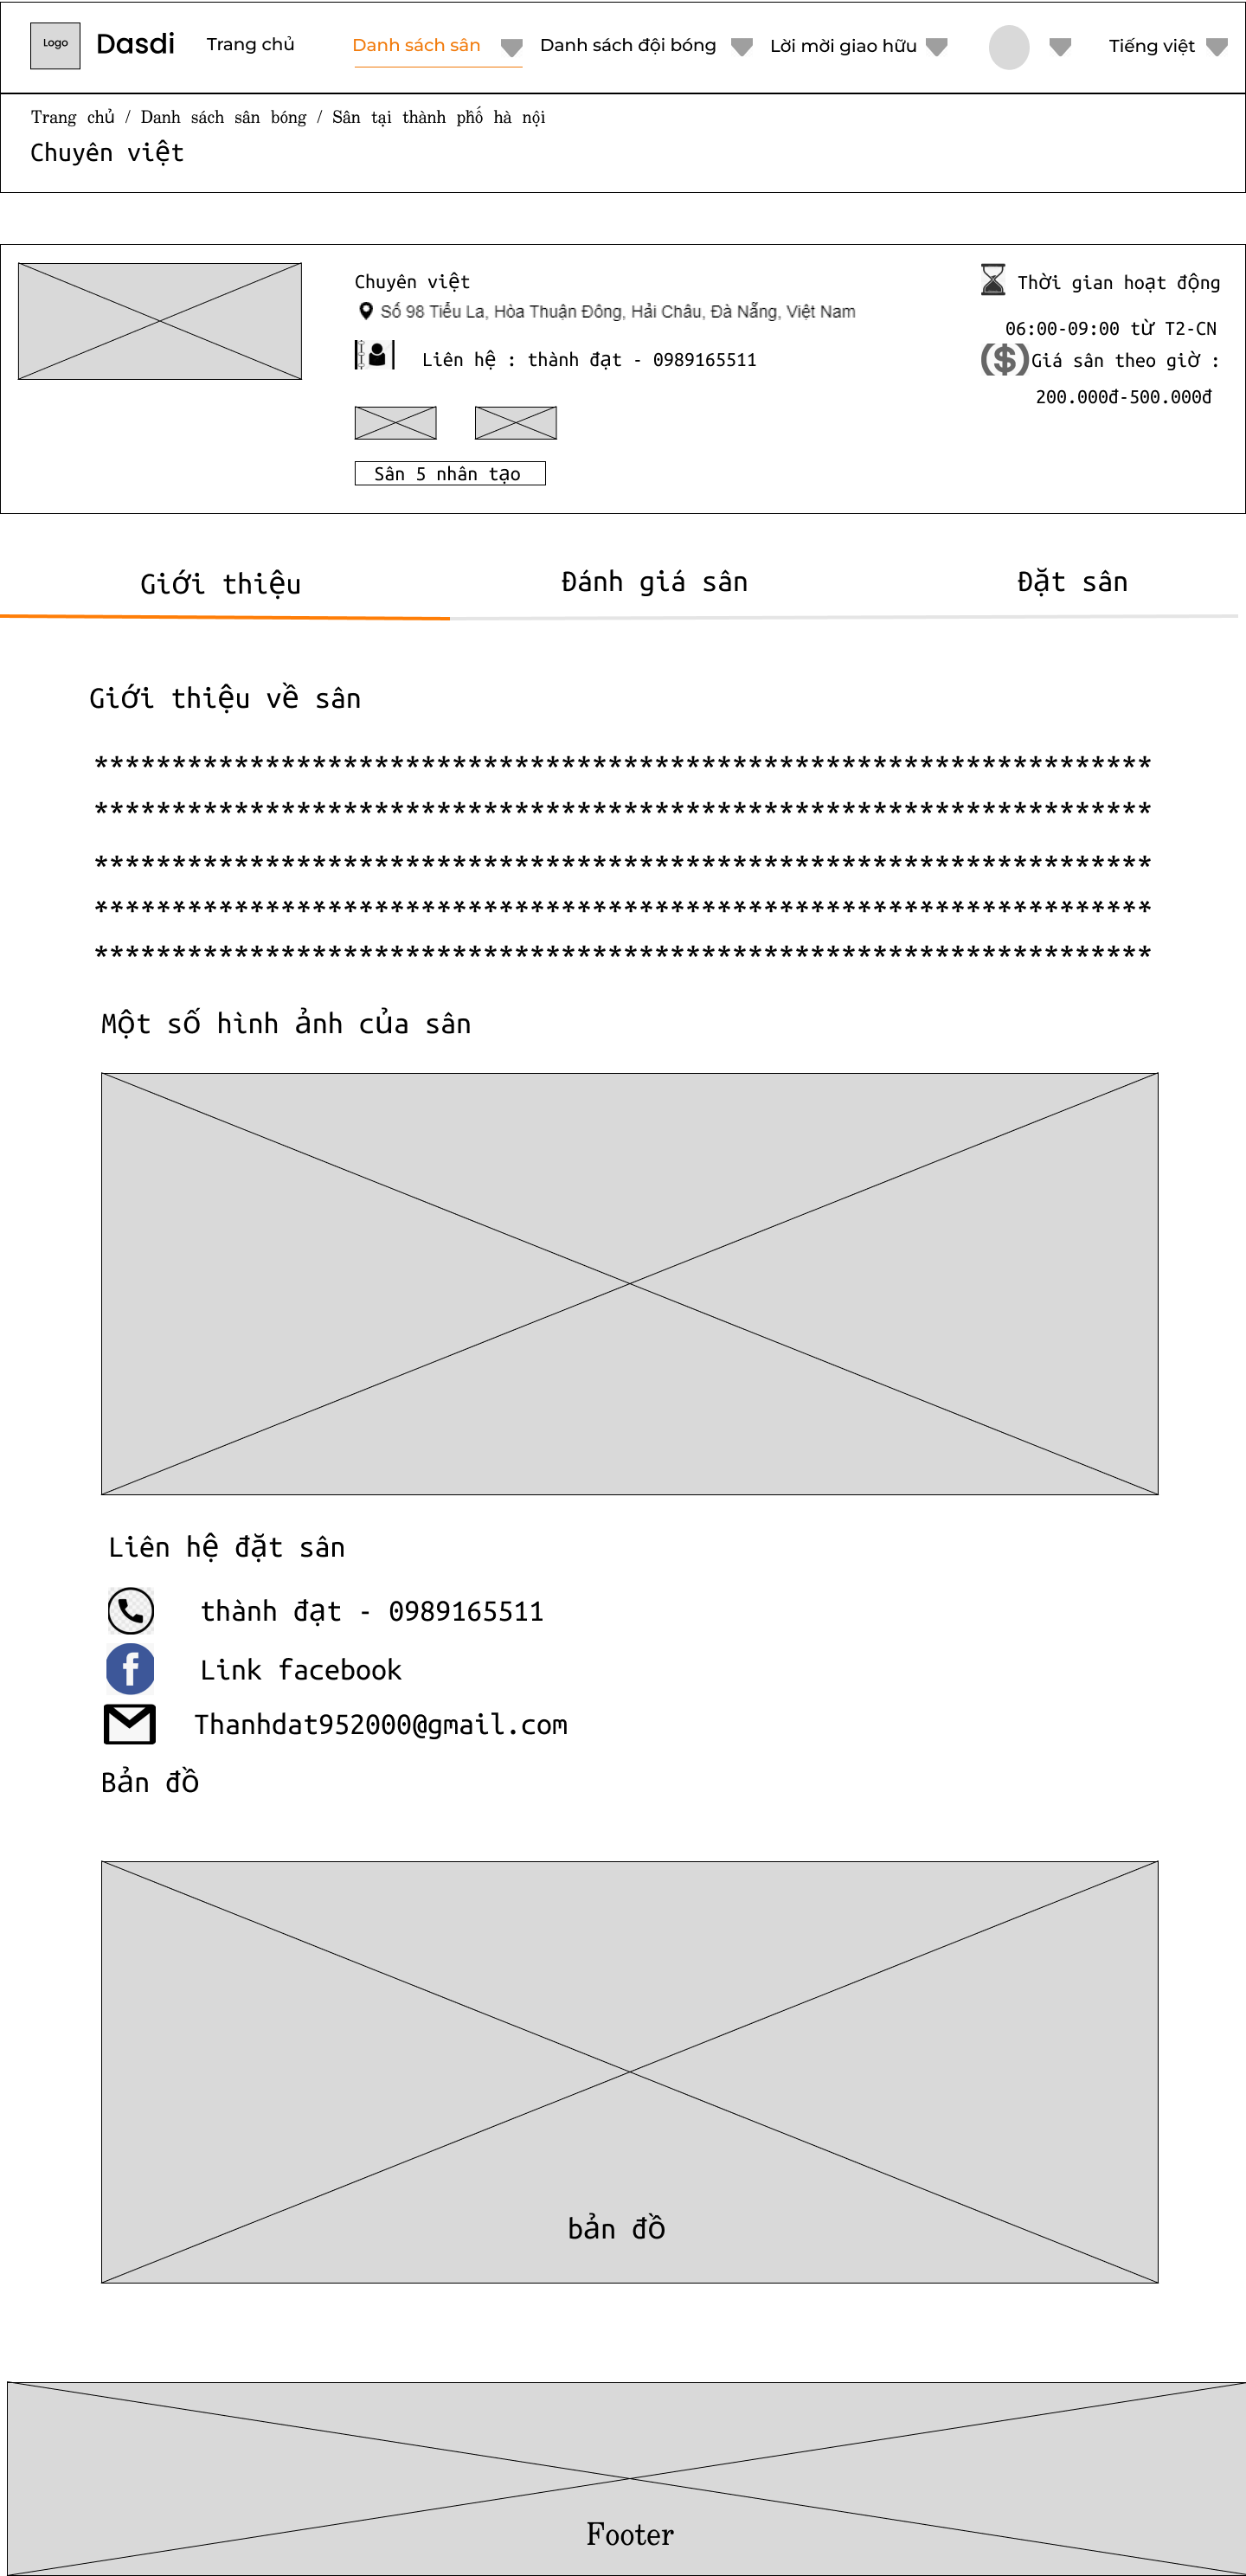 Logo Dasdi Trang chủ Danh sách sân Danh sách đội bóng Lời mời giao hữu Tiếng việt
Trang chủ / Danh sách sân bóng / Sân tại thành phố hà nội
Chuyên việt
Chuyên việt
Số 98 Tiểu La, Hòa Thuận Đông, Hải Châu, Đà Nẵng, Việt Nam
Liên hệ : thành đạt - 0989165511
Sân 5 nhân tạo
Thời gian hoạt động
06:00-09:00 từ T2-CN
($) Giá sân theo giờ :
200.000đ-500.000đ
Giới thiệu Đánh giá sân Đặt sân
Giới thiệu về sân
********************************************************************
********************************************************************
********************************************************************
********************************************************************
********************************************************************
Một số hình ảnh của sân
Liên hệ đặt sân
thành đạt - 0989165511
f Link facebook
Thanhdat952000@gmail.com
Bản đồ
bản đồ
Footer